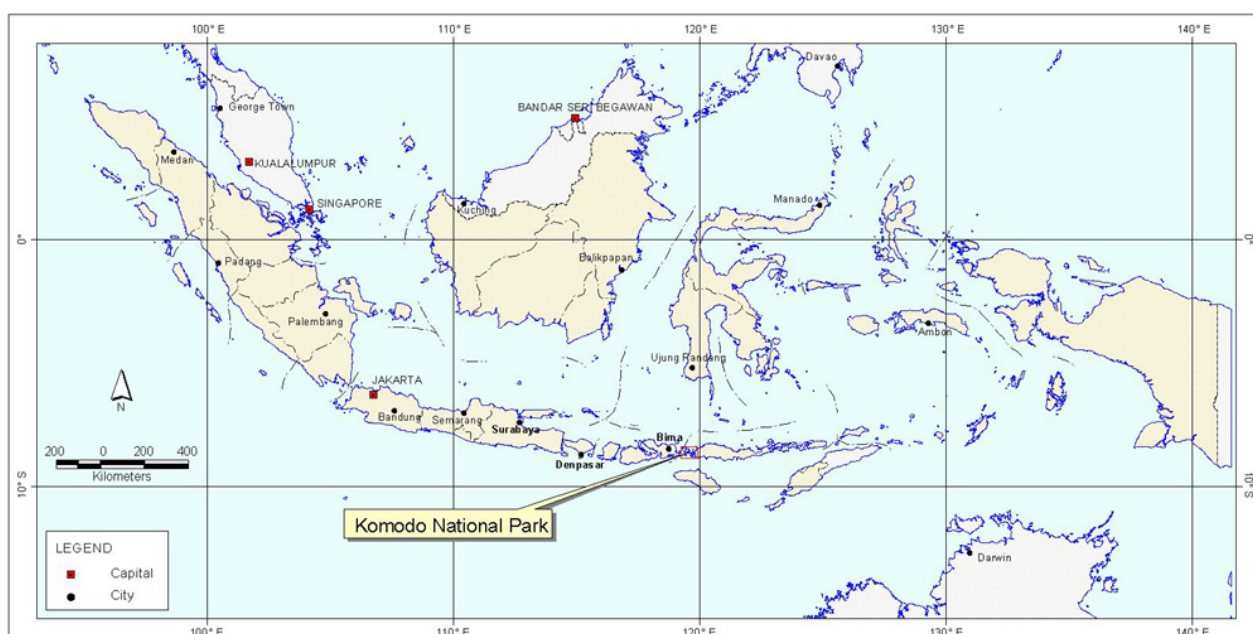 100° E
110° E
120° E
130° E
140° E
Davao
George Town
BANDAR SERI BEGAWAN
Medan
KUALALUMPUR
SINGAPORE
Kuching
Manado
0°
0°
Padang
Balikpapan
Palembang
Ambon
Ujung Pandang
JAKARTA
Bandung
Semarang
Surabaya
Bima
Denpasar
N
200 0 200 400
Kilometers
10°S
10°S
Komodo National Park
LEGEND
Capital
City
Darwin
100° E
110° E
120° E
130° E
140° E